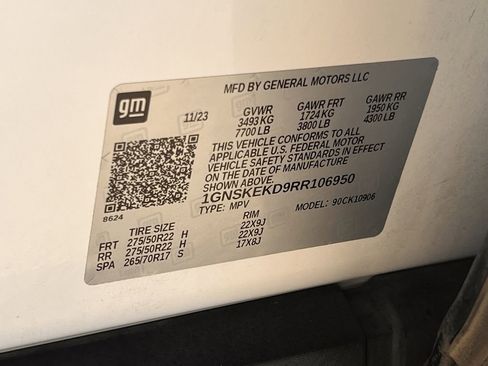 MFD BY GENERAL MOTORS LLC
gm
11/23 GVWR GAWR FRT GAWR RR
3493 KG 1724 KG 1950 KG
7700 LB 3800 LB 4300 LB
THIS VEHICLE CONFORMS TO ALL
APPLICABLE U.S. FEDERAL MOTOR
VEHICLE SAFETY STANDARDS IN EFFECT
ON THE DATE OF MANUFACTURE
SHOWN ABOVE.
1GNSKEKD9RR106950
8624 TYPE: MPV MODEL: 90CK10906
TIRE SIZE RIM
FRT 275/50R22 H 22X9J
RR 275/50R22 H 22X9J
SPA 265/70R17 S 17X8J